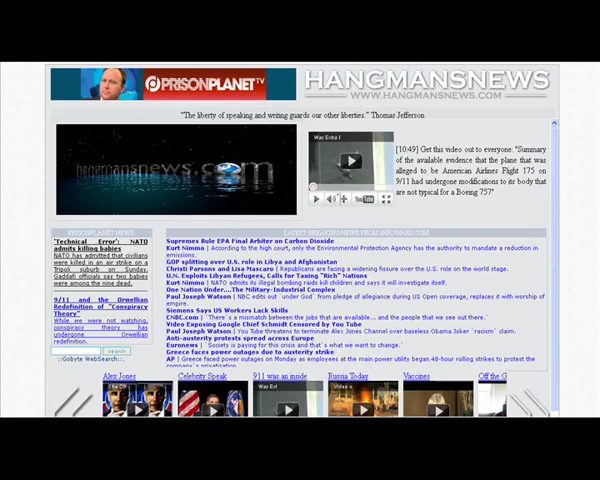 PRISONPLANET TV
HANGMANSNEWS
WWW.HANGMANSNEWS.COM
"The liberty of speaking and writing guards our other liberties." Thomas Jefferson
hangmansnews.com
Was Extra I
YouTube
[10:49] Get this video out to everyone: "Summary
of the available evidence that the plane that was
alleged to be American Airlines Flight 175 on
9/11 had undergone modifications to its body that
are not typical for a Boeing 757"
PRISONPLANET NEWS
'Technical Error': NATO
admits killing babies
NATO has admitted that civilians
were killed in an air strike on a
Tripoli suburb on Sunday.
Gaddafi officials say two babies
were among the nine dead.
9/11 and the Orwellian
Redefinition of "Conspiracy
Theory"
While we were not watching,
conspiracy theory has
undergone Orwellian
redefinition.
search
::Gobyte WebSearch::.
LATEST BREAKING NEWS FROM INFOWARS.COM
Supremes Rule EPA Final Arbiter on Carbon Dioxide
Kurt Nimmo | According to the high court, only the Environmental Protection Agency has the authority to mandate a reduction in
emissions.
GOP splitting over U.S. role in Libya and Afghanistan
Christi Parsons and Lisa Mascaro | Republicans are facing a widening fissure over the U.S. role on the world stage.
U.N. Exploits Libyan Refugees, Calls for Taxing "Rich" Nations
Kurt Nimmo | NATO admits its illegal bombing raids kill children and says it will investigate itself.
One Nation Under....The Military-Industrial Complex
Paul Joseph Watson | NBC edits out `under God` from pledge of allegiance during US Open coverage, replaces it with worship of
empire.
Siemens Says US Workers Lack Skills
CNBC.com | `There's a mismatch between the jobs that are available... and the people that we see out there.`
Video Exposing Google Chief Schmidt Censored by You Tube
Paul Joseph Watson | You Tube threatens to terminate Alex Jones Channel over baseless Obama Joker `racism` claim.
Anti-austerity protests spread across Europe
Euronews | `Society is paying for this crisis and that`s what we want to change.`
Greece faces power outages due to austerity strike
AP | Greece faced power outages on Monday as employees at the main power utility began 48-hour rolling strikes to protest the
company`s privatization.
Alex Jones
Celebrity Speak
911 was an inside
Russia Today
Vaccines
Off the G
The Ob
Was Ext
Video s